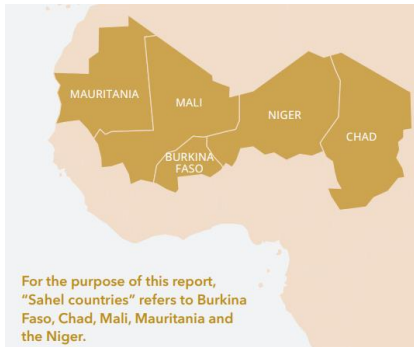 MAURITANIA
MALI
NIGER
CHAD
BURKINA
FASO
For the purpose of this report,
“Sahel countries” refers to Burkina
Faso, Chad, Mali, Mauritania and
the Niger.